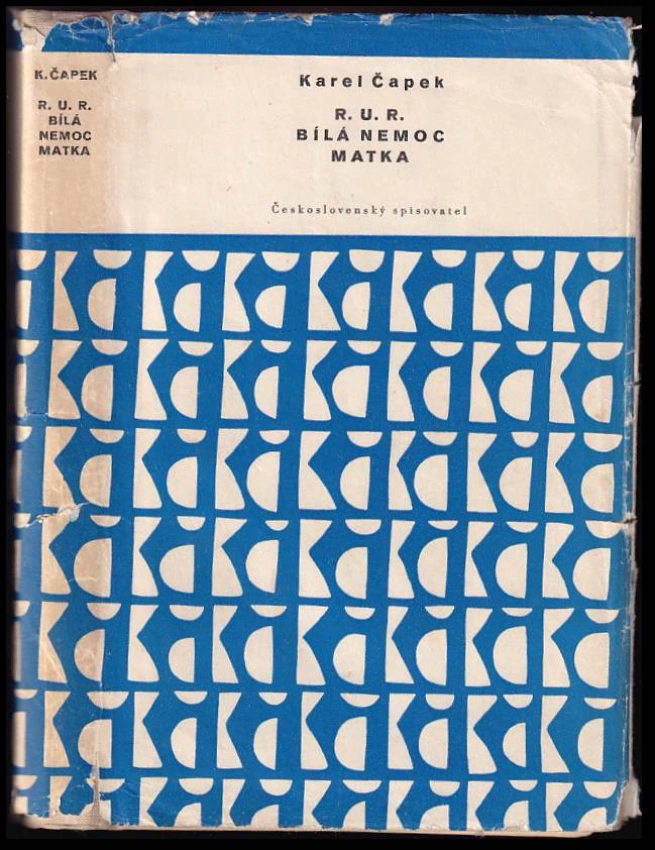 K. ČAPEK
R. U. R.
BÍLÁ
NEMOC
MATKA
Karel Čapek
R. U. R.
BÍLÁ NEMOC
MATKA
Československý spisovatel